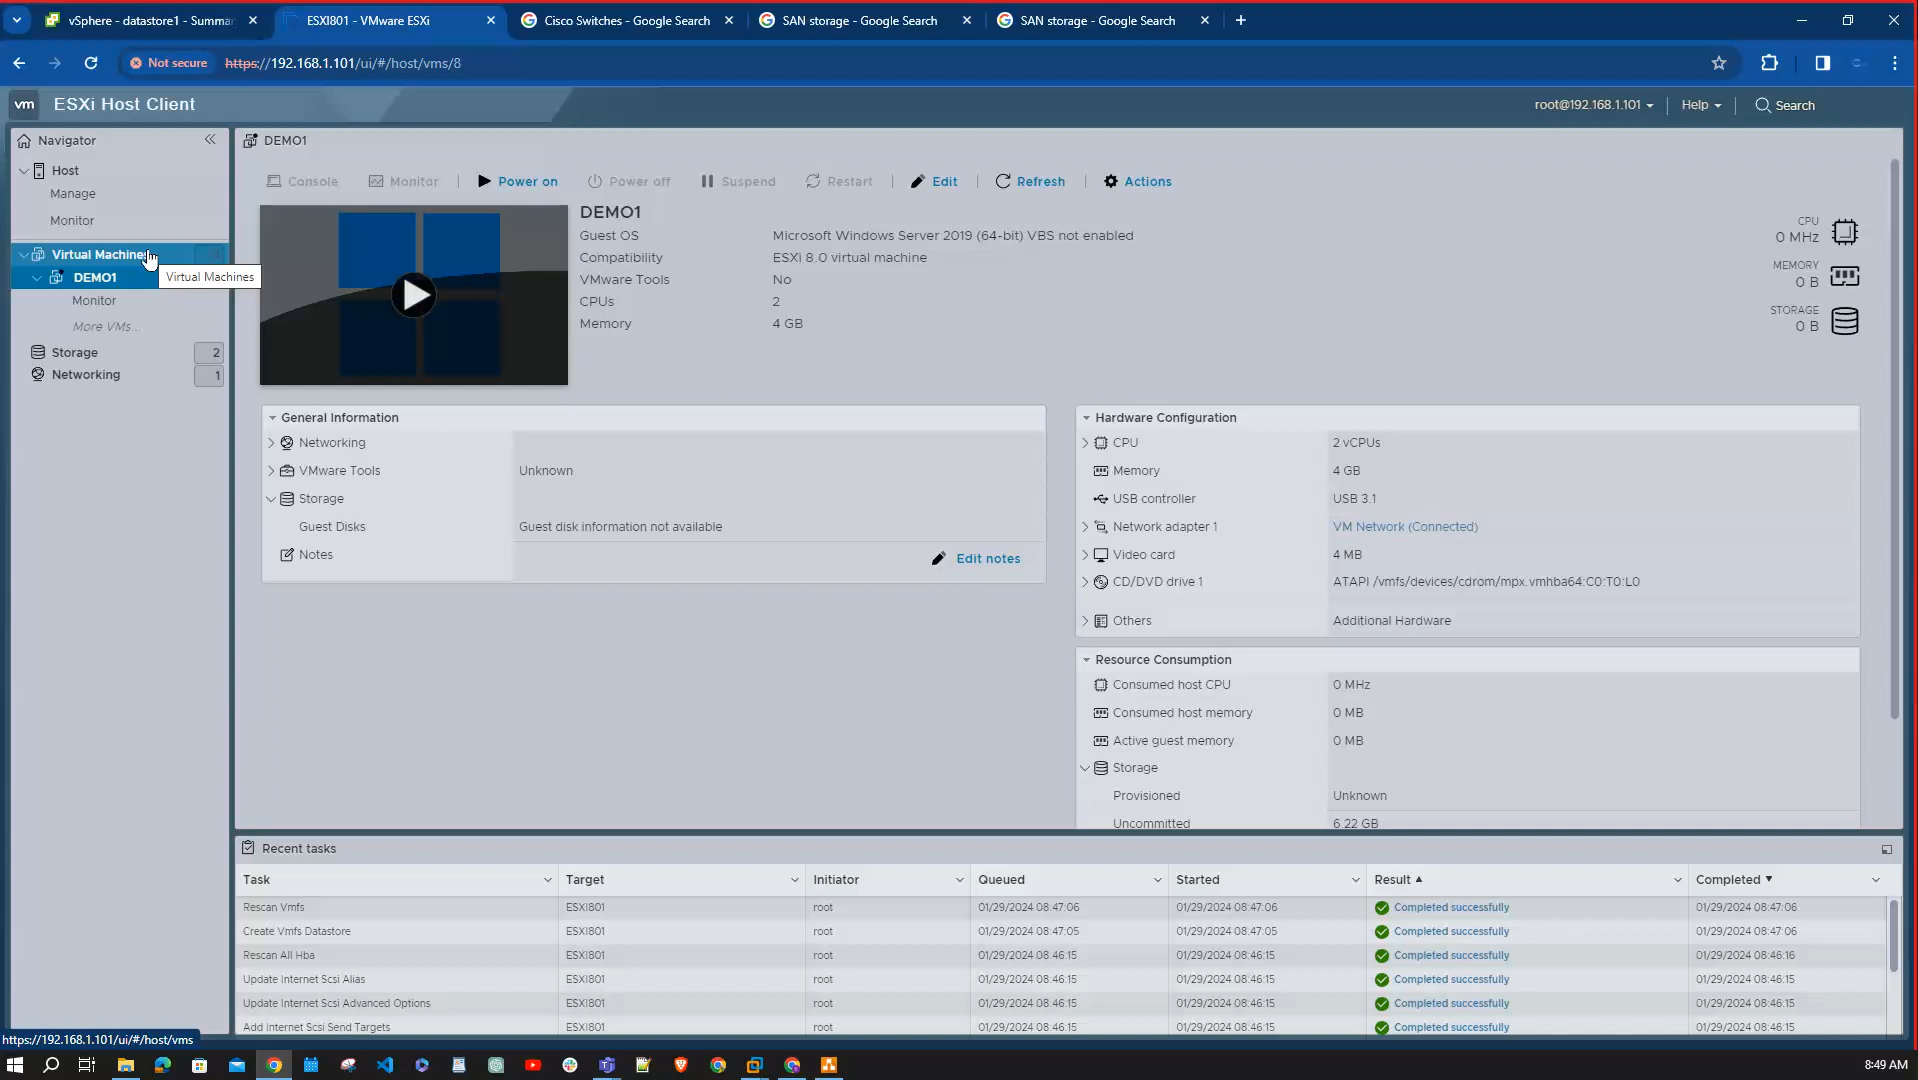 vSphere - datastore1 - Summar
ESXI801 - VMware ESXi
Cisco Switches - Google Search
SAN storage - Google Search
SAN storage - Google Search
Not secure
https://192.168.1.101/ui/#/host/vms/8
vm
ESXi Host Client
root@192.168.1.101
Help
Search
Navigator
Host
Manage
Monitor
Virtual Machines
DEMO1
Virtual Machines
Monitor
More VMs...
Storage
2
Networking
1
DEMO1
Console
Monitor
Power on
Power off
Suspend
Restart
Edit
Refresh
Actions
DEMO1
Guest OS
Microsoft Windows Server 2019 (64-bit) VBS not enabled
Compatibility
ESXi 8.0 virtual machine
VMware Tools
No
CPUs
2
Memory
4 GB
CPU
0 MHz
MEMORY
0 B
STORAGE
0 B
General Information
Networking
VMware Tools
Unknown
Storage
Guest Disks
Guest disk information not available
Notes
Edit notes
Hardware Configuration
CPU
2 vCPUs
Memory
4 GB
USB controller
USB 3.1
Network adapter 1
VM Network (Connected)
Video card
4 MB
CD/DVD drive 1
ATAPI /vmfs/devices/cdrom/mpx.vmhba64:C0:T0:L0
Others
Additional Hardware
Resource Consumption
Consumed host CPU
0 MHz
Consumed host memory
0 MB
Active guest memory
0 MB
Storage
Provisioned
Unknown
Uncommitted
6.22 GB
Recent tasks
Task Target Initiator Queued Started Result Completed
Rescan Vmfs ESXI801 root 01/29/2024 08:47:06 01/29/2024 08:47:06 Completed successfully 01/29/2024 08:47:06
Create Vmfs Datastore ESXI801 root 01/29/2024 08:47:05 01/29/2024 08:47:05 Completed successfully 01/29/2024 08:47:06
Rescan All Hba ESXI801 root 01/29/2024 08:46:15 01/29/2024 08:46:15 Completed successfully 01/29/2024 08:46:16
Update Internet Scsi Alias ESXI801 root 01/29/2024 08:46:15 01/29/2024 08:46:15 Completed successfully 01/29/2024 08:46:15
Update Internet Scsi Advanced Options ESXI801 root 01/29/2024 08:46:15 01/29/2024 08:46:15 Completed successfully 01/29/2024 08:46:15
Add Internet Scsi Send Targets ESXI801 root 01/29/2024 08:46:15 01/29/2024 08:46:15 Completed successfully 01/29/2024 08:46:15
https://192.168.1.101/ui/#/host/vms
8:49 AM